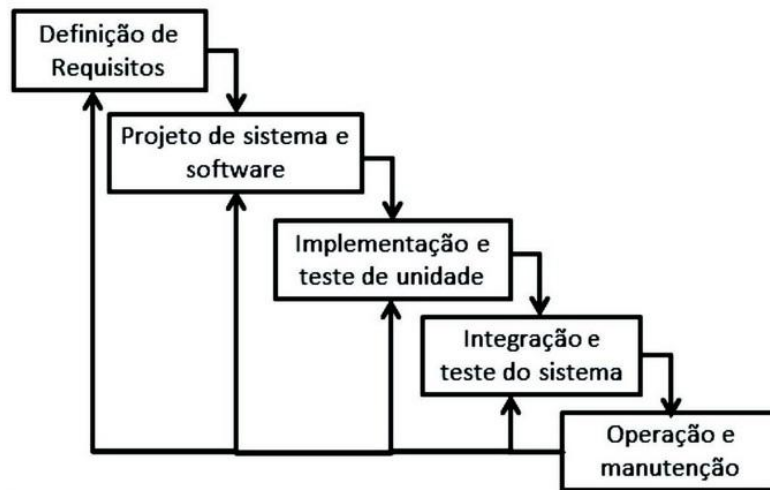 Definição de
Requisitos
Projeto de sistema e
software
Implementação e
teste de unidade
Integração e
teste do sistema
Operação e
manutenção